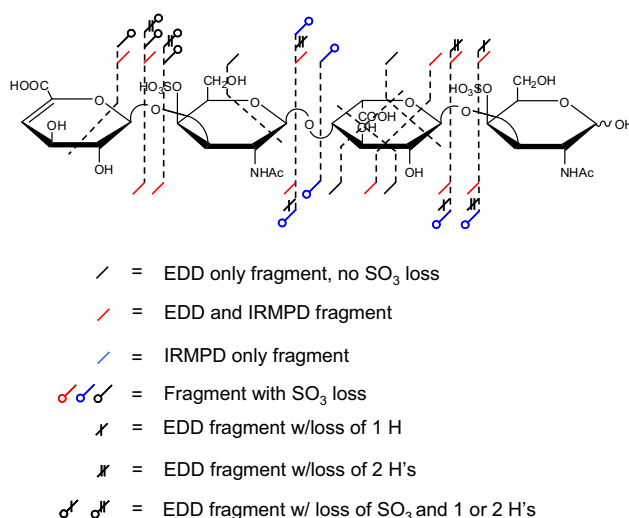 HOOC
OH
OH
O
O
HO₃SO
CH₂OH
O
NHAc
O
O
COOH
OH
OH
O
HO₃SO
CH₂OH
O
OH
NHAc
= EDD only fragment, no SO₃ loss
= EDD and IRMPD fragment
= IRMPD only fragment
= Fragment with SO₃ loss
= EDD fragment w/loss of 1 H
= EDD fragment w/loss of 2 H's
= EDD fragment w/ loss of SO₃ and 1 or 2 H's